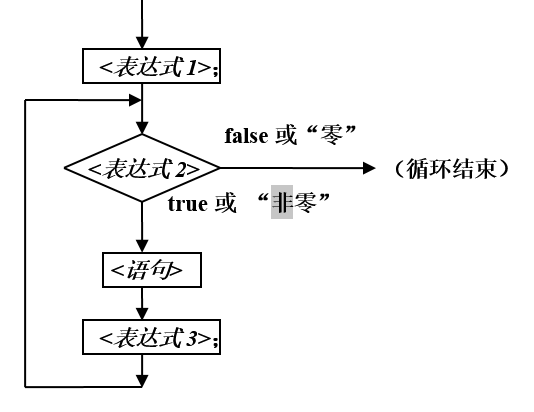 <表达式 1>；
false 或“零”
<表达式 2>
（循环结束）
true 或 “非零”
<语句>
<表达式 3>；